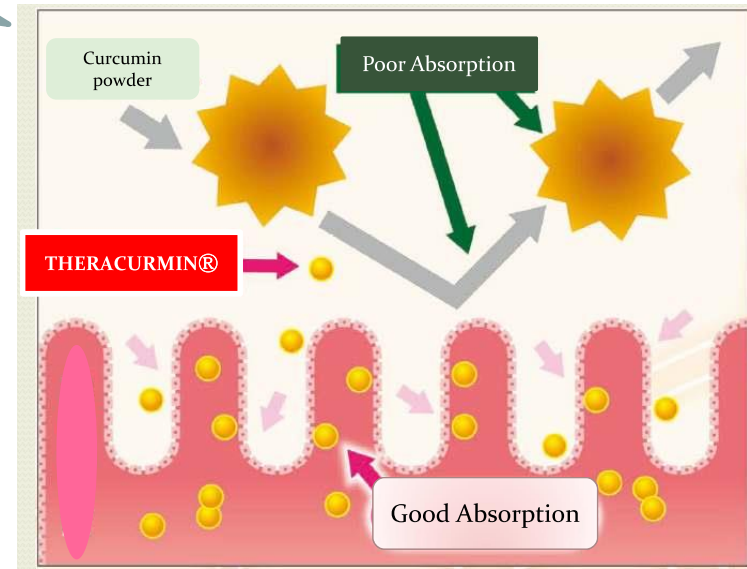 Curcumin
powder
Poor Absorption
THERACURMIN®
Good Absorption